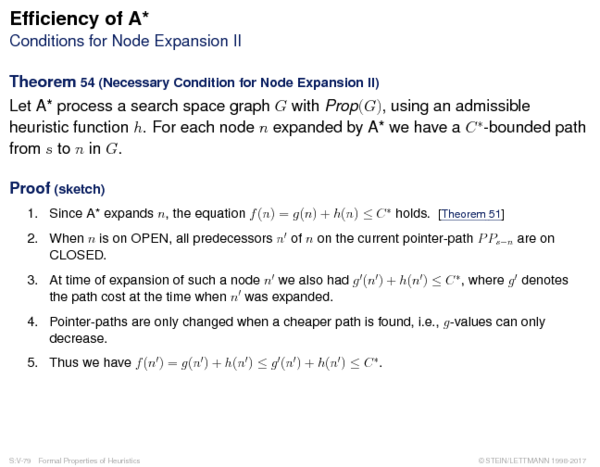 Efficiency of A*
Conditions for Node Expansion II
Theorem 54 (Necessary Condition for Node Expansion II)
Let A* process a search space graph G with Prop(G), using an admissible
heuristic function h. For each node n expanded by A* we have a C*-bounded path
from s to n in G.
Proof (sketch)
1. Since A* expands n, the equation f(n) = g(n) + h(n) ≤ C* holds. [Theorem 51]
2. When n is on OPEN, all predecessors n′ of n on the current pointer-path PP_{s−n} are on
CLOSED.
3. At time of expansion of such a node n′ we also had g′(n′) + h(n′) ≤ C*, where g′ denotes
the path cost at the time when n′ was expanded.
4. Pointer-paths are only changed when a cheaper path is found, i.e., g-values can only
decrease.
5. Thus we have f(n′) = g(n′) + h(n′) ≤ g′(n′) + h(n′) ≤ C*.
S:V-79 Formal Properties of Heuristics © STEIN/LETTMANN 1998-2017